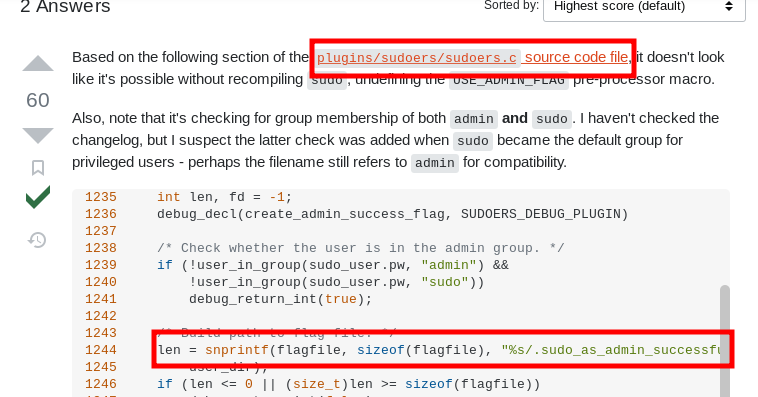 2 Answers
Sorted by: Highest score (default)
60
Based on the following section of the plugins/sudoers/sudoers.c source code file, it doesn't look
like it's possible without recompiling sudo, undefining the USE_ADMIN_FLAG pre-processor macro.
Also, note that it's checking for group membership of both admin and sudo. I haven't checked the
changelog, but I suspect the latter check was added when sudo became the default group for
privileged users - perhaps the filename still refers to admin for compatibility.
1235 int len, fd = -1;
1236 debug_decl(create_admin_success_flag, SUDOERS_DEBUG_PLUGIN)
1237
1238 /* Check whether the user is in the admin group. */
1239 if (!user_in_group(sudo_user.pw, "admin") &&
1240 !user_in_group(sudo_user.pw, "sudo"))
1241 debug_return_int(true);
1242
1243 /* Build path to flag file. */
1244 len = snprintf(flagfile, sizeof(flagfile), "%s/.sudo_as_admin_successfu
1245 user_dir);
1246 if (len <= 0 || (size_t)len >= sizeof(flagfile))